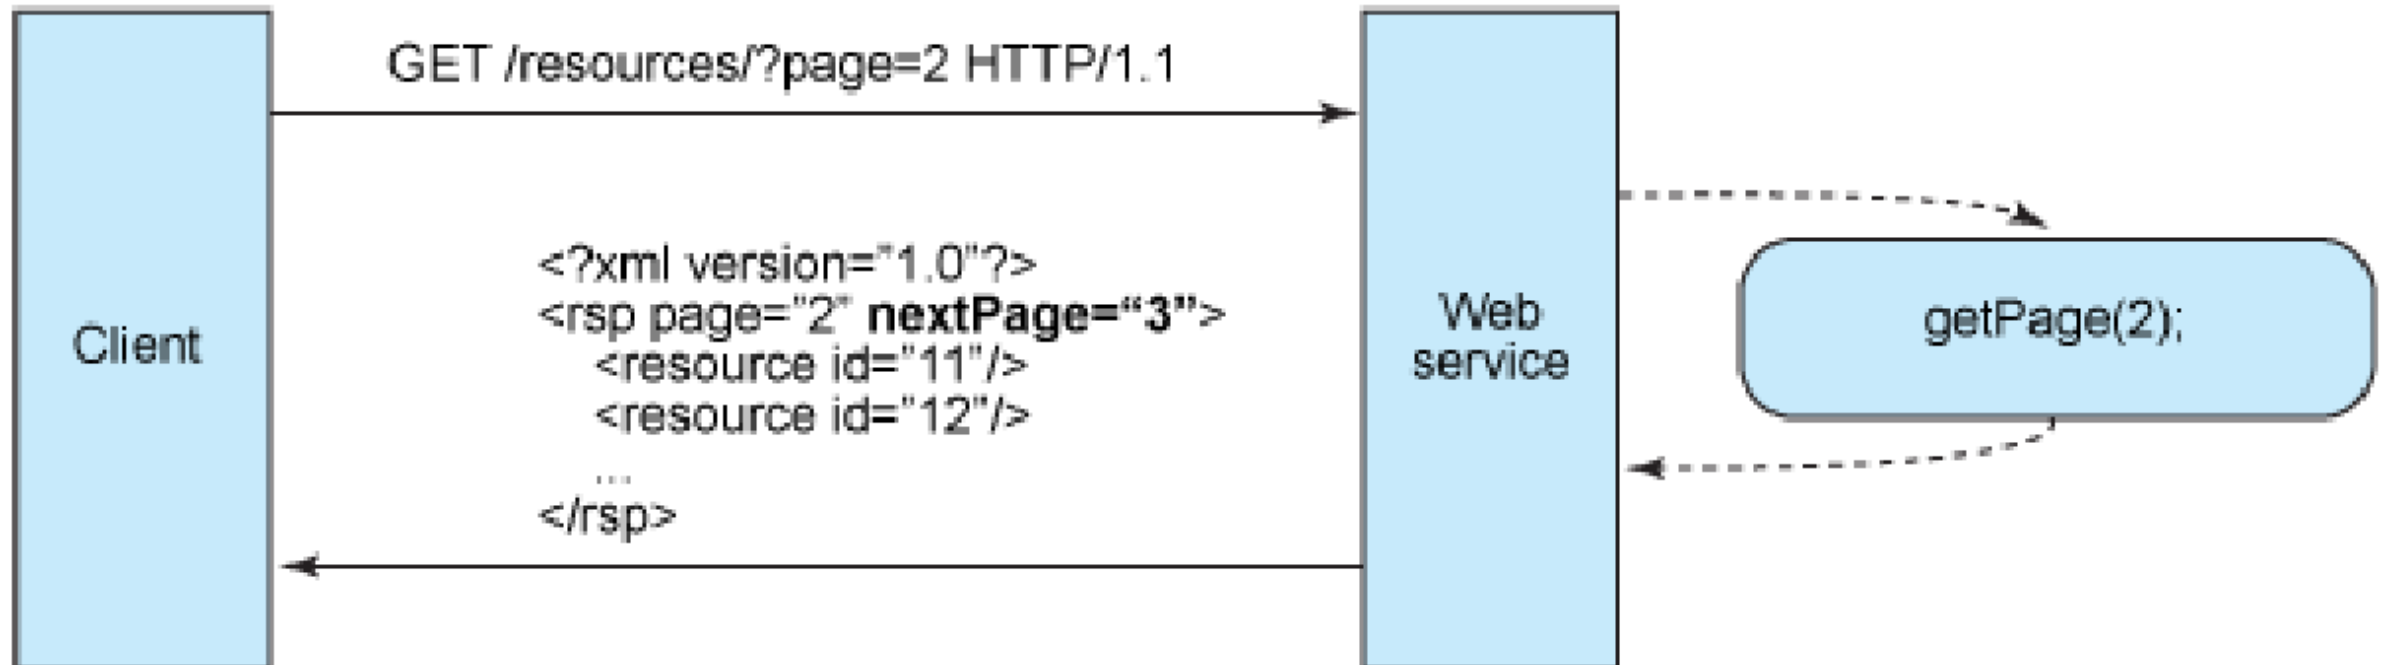 GET /resources/?page=2 HTTP/1.1
Client
<?xml version="1.0"?>
<rsp page="2" nextPage=“3”>
<resource id="11"/>
<resource id="12"/>
...
</rsp>
Web
service
getPage(2);